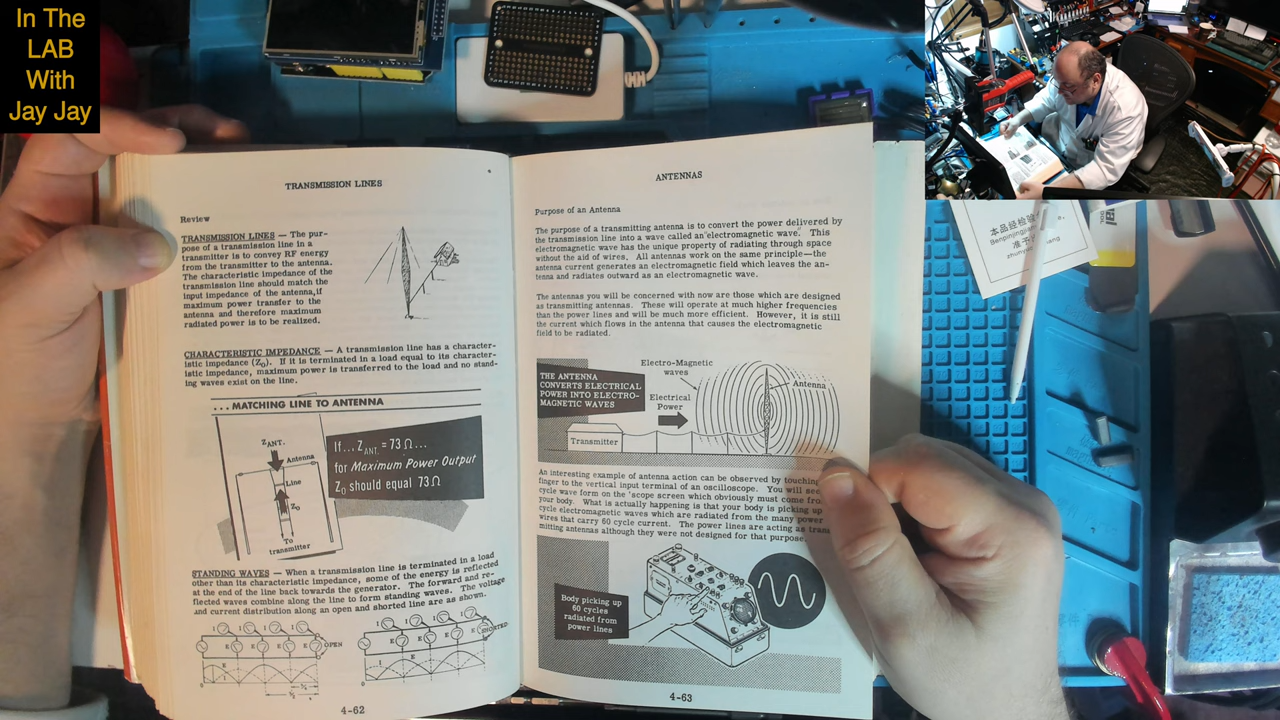 In The
LAB
With
Jay Jay
TRANSMISSION LINES
Review
TRANSMISSION LINES — The pur-
pose of a transmission line in a
transmitter is to convey RF energy
from the transmitter to the antenna.
The characteristic impedance of the
transmission line should match the
input impedance of the antenna, if
maximum power transfer to the
antenna and therefore maximum
radiated power is to be realized.
CHARACTERISTIC IMPEDANCE — A transmission line has a character-
istic impedance (Z₀). If it is terminated in a load equal to its character-
istic impedance, maximum power is transferred to the load and no stand-
ing waves exist on the line.
...MATCHING LINE TO ANTENNA
Z ANT.
Antenna
Line
Z₀
To
transmitter
If... Z ANT. = 73 Ω...
for Maximum Power Output
Z₀ should equal 73 Ω
STANDING WAVES — When a transmission line is terminated in a load
other than its characteristic impedance, some of the energy is reflected
at the end of the line back towards the generator. The forward and re-
flected waves combine along the line to form standing waves. The voltage
and current distribution along an open and shorted line are as shown.
I I I I
E E E E
OPEN
E I
0
I I I I
E E E E
SHORTED
I E
0
4-62
ANTENNAS
Purpose of an Antenna
The purpose of a transmitting antenna is to convert the power delivered by
the transmission line into a wave called an "electromagnetic wave." This
electromagnetic wave has the unique property of radiating through space
without the aid of wires. All antennas work on the same principle—the
antenna current generates an electromagnetic field which leaves the an-
tenna and radiates outward as an electromagnetic wave.
The antennas you will be concerned with now are those which are designed
as transmitting antennas. These will operate at much higher frequencies
than the power lines and will be much more efficient. However, it is still
the current which flows in the antenna that causes the electromagnetic
field to be radiated.
THE ANTENNA
CONVERTS ELECTRICAL
POWER INTO ELECTRO-
MAGNETIC WAVES
Electro-Magnetic
waves
Electrical
Power
Antenna
Transmitter
An interesting example of antenna action can be observed by touching
finger to the vertical input terminal of an oscilloscope. You will see
cycle wave form on the 'scope screen which obviously must come from
your body. What is actually happening is that your body is picking up
cycle electromagnetic waves which are radiated from the many power
wires that carry 60 cycle current. The power lines are acting as trans
mitting antennas although they were not designed for that purpose.
Body picking up
60 cycles
radiated from
power lines
4-63
本品经检验
准予